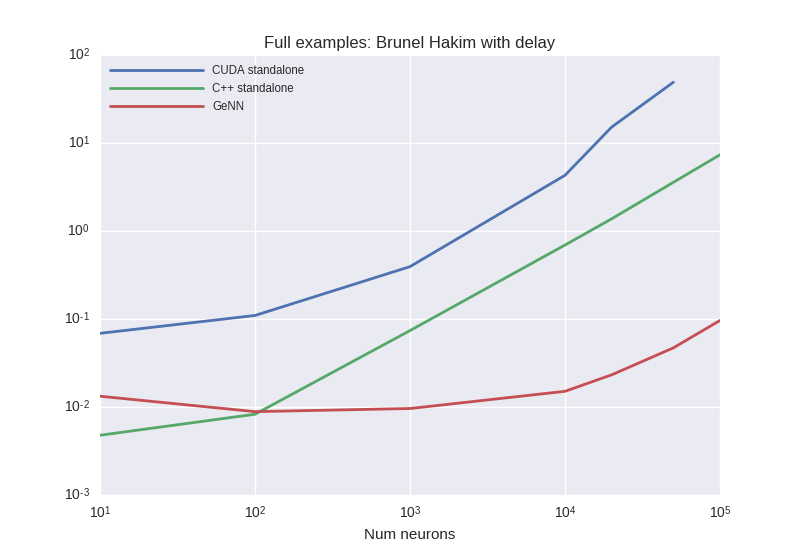 Full examples: Brunel Hakim with delay
CUDA standalone
C++ standalone
GeNN
10^2
10^1
10^0
10^-1
10^-2
10^-3
10^1 10^2 10^3 10^4 10^5
Num neurons